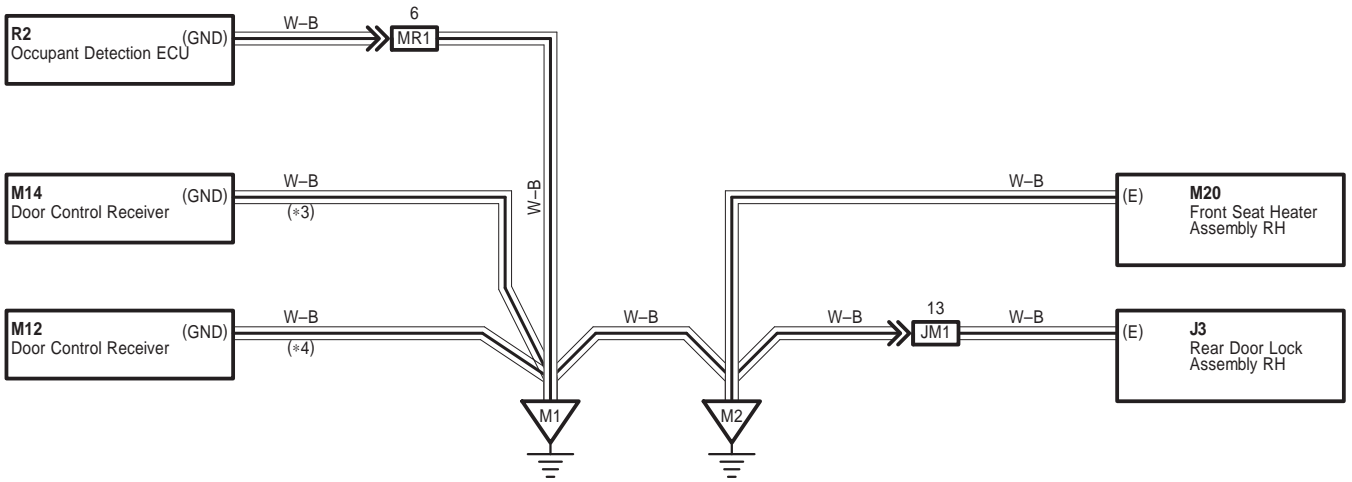 6
W–B
R2
(GND)
MR1
Occupant Detection ECU
W–B
W–B
M14
(GND)
Door Control Receiver
(∗3)
W–B
(E)
M20
Front Seat Heater
Assembly RH
W–B
M12
(GND)
Door Control Receiver
(∗4)
W–B
W–B
13
JM1
W–B
(E)
J3
Rear Door Lock
Assembly RH
M1
M2